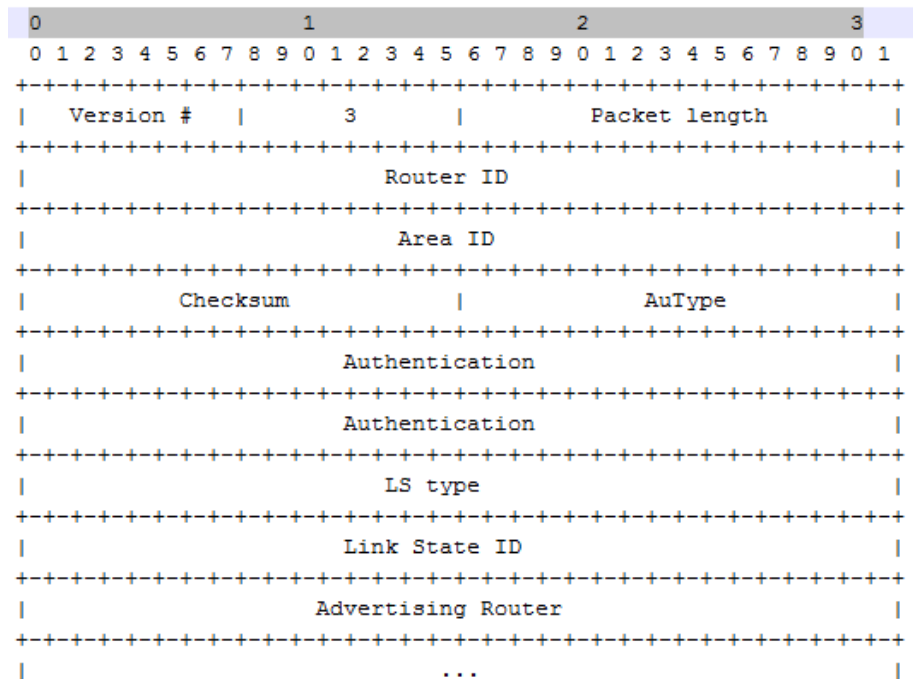 0 1 2 3
0 1 2 3 4 5 6 7 8 9 0 1 2 3 4 5 6 7 8 9 0 1 2 3 4 5 6 7 8 9 0 1
+-+-+-+-+-+-+-+-+-+-+-+-+-+-+-+-+-+-+-+-+-+-+-+-+-+-+-+-+-+-+-+-+
| Version # | 3 | Packet length |
+-+-+-+-+-+-+-+-+-+-+-+-+-+-+-+-+-+-+-+-+-+-+-+-+-+-+-+-+-+-+-+-+
| Router ID |
+-+-+-+-+-+-+-+-+-+-+-+-+-+-+-+-+-+-+-+-+-+-+-+-+-+-+-+-+-+-+-+-+
| Area ID |
+-+-+-+-+-+-+-+-+-+-+-+-+-+-+-+-+-+-+-+-+-+-+-+-+-+-+-+-+-+-+-+-+
| Checksum | AuType |
+-+-+-+-+-+-+-+-+-+-+-+-+-+-+-+-+-+-+-+-+-+-+-+-+-+-+-+-+-+-+-+-+
| Authentication |
+-+-+-+-+-+-+-+-+-+-+-+-+-+-+-+-+-+-+-+-+-+-+-+-+-+-+-+-+-+-+-+-+
| Authentication |
+-+-+-+-+-+-+-+-+-+-+-+-+-+-+-+-+-+-+-+-+-+-+-+-+-+-+-+-+-+-+-+-+
| LS type |
+-+-+-+-+-+-+-+-+-+-+-+-+-+-+-+-+-+-+-+-+-+-+-+-+-+-+-+-+-+-+-+-+
| Link State ID |
+-+-+-+-+-+-+-+-+-+-+-+-+-+-+-+-+-+-+-+-+-+-+-+-+-+-+-+-+-+-+-+-+
| Advertising Router |
+-+-+-+-+-+-+-+-+-+-+-+-+-+-+-+-+-+-+-+-+-+-+-+-+-+-+-+-+-+-+-+-+
| ... |